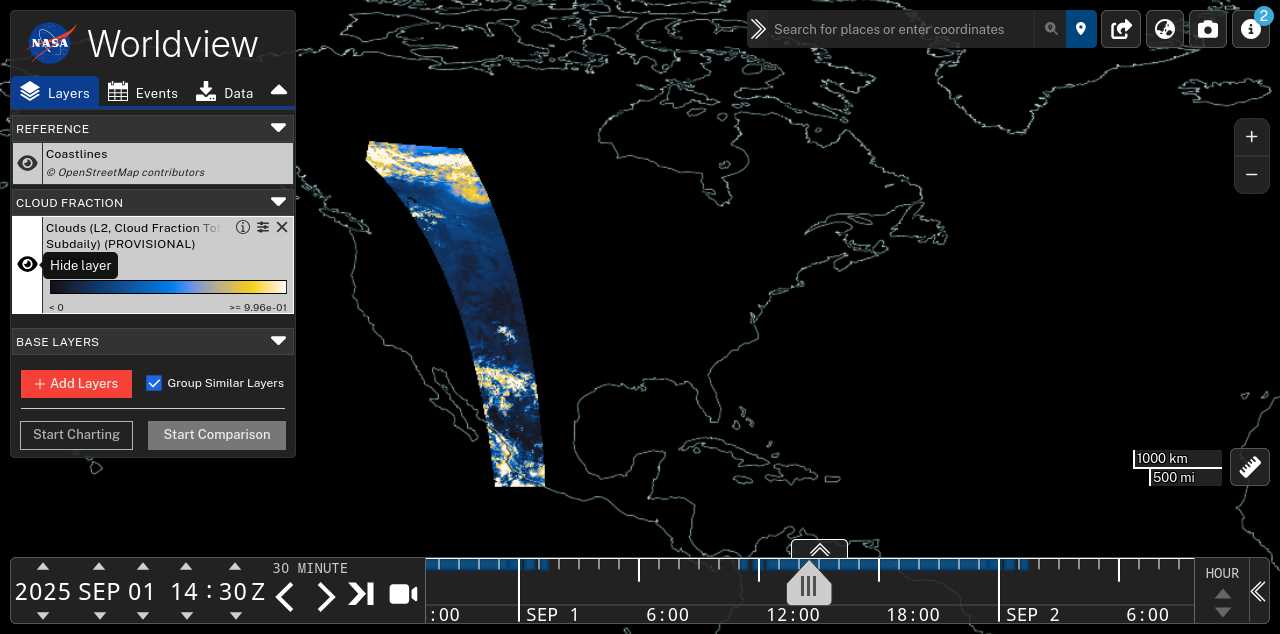 NASA Worldview
Search for places or enter coordinates
2
Layers Events Data
REFERENCE
Coastlines
© OpenStreetMap contributors
CLOUD FRACTION
Clouds (L2, Cloud Fraction Tot
Subdaily) (PROVISIONAL)
Hide layer
< 0 >= 9.96e-01
BASE LAYERS
+ Add Layers Group Similar Layers
Start Charting Start Comparison
+
−
1000 km
500 mi
30 MINUTE
2025 SEP 01 14 : 30 Z
:00 SEP 1 6:00 12:00 18:00 SEP 2 6:00
HOUR